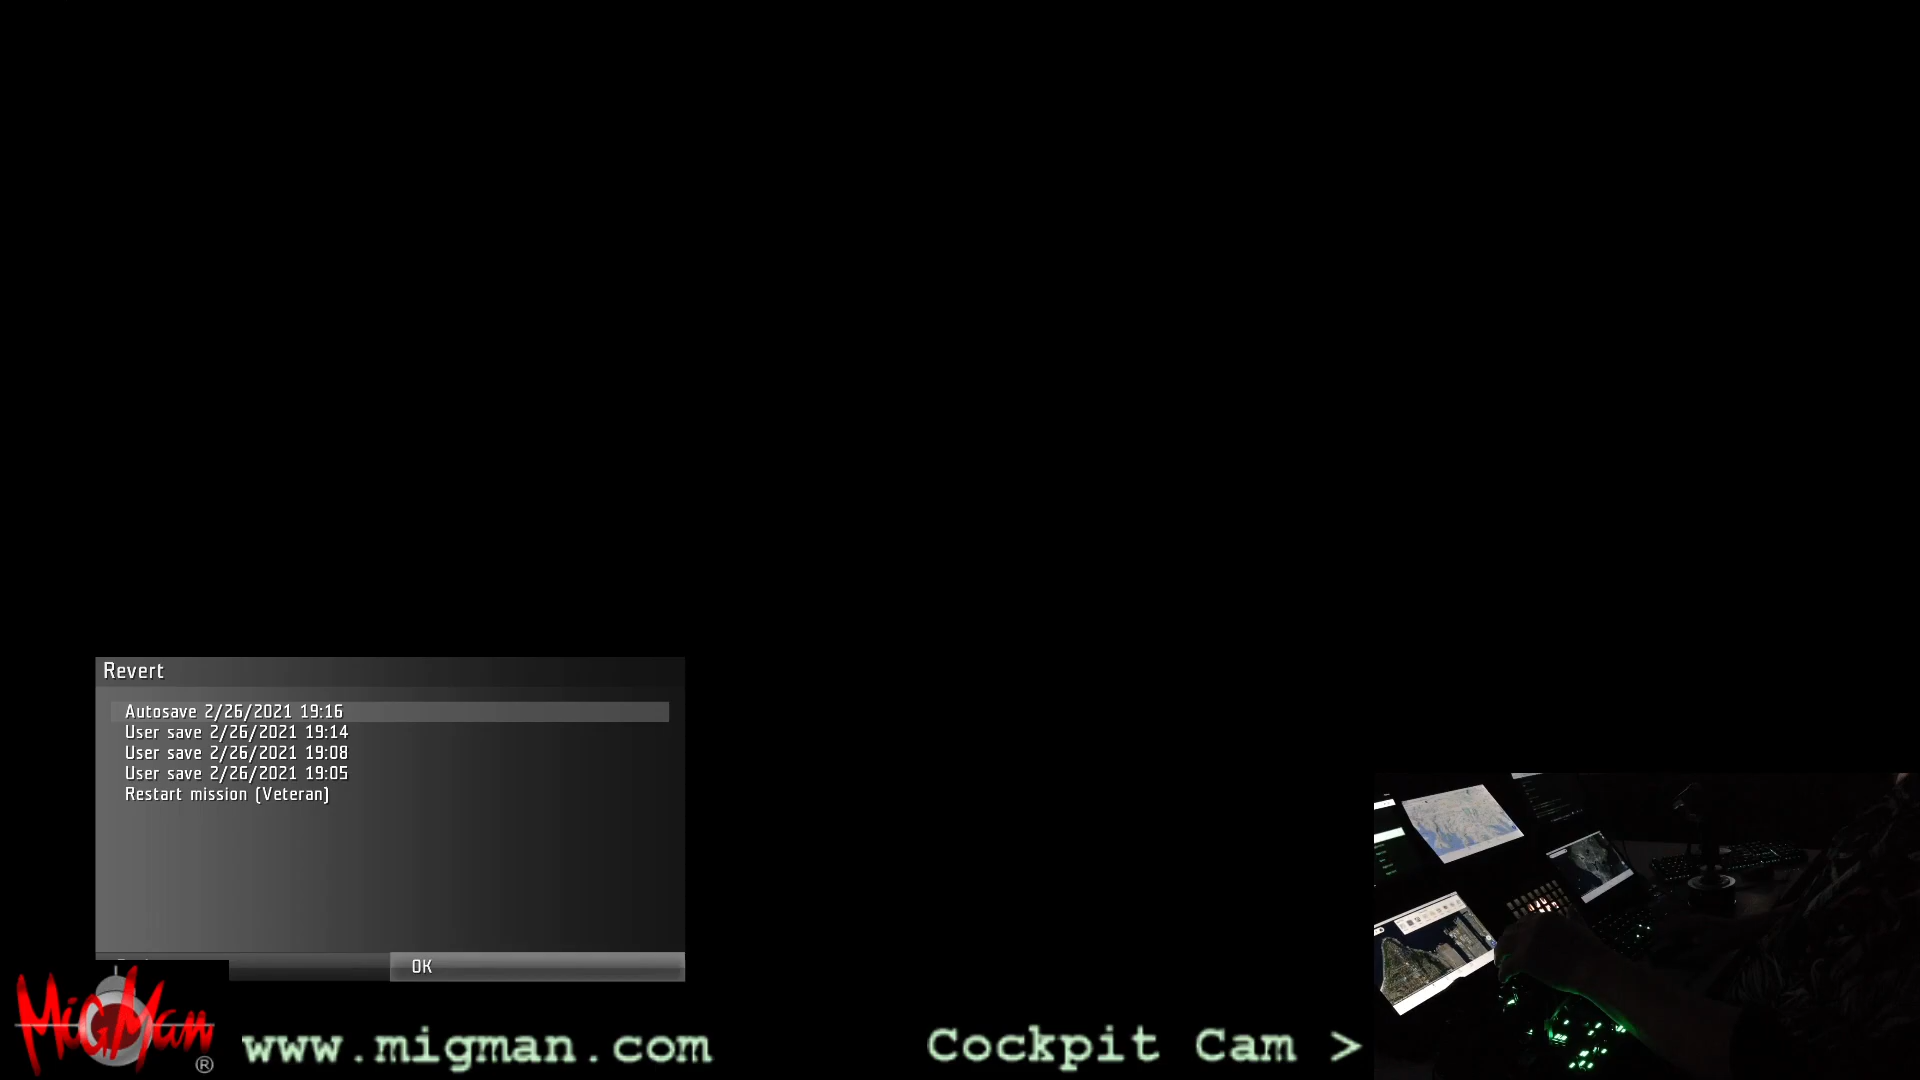 Revert
Autosave 2/26/2021 19:16
User save 2/26/2021 19:14
User save 2/26/2021 19:08
User save 2/26/2021 19:05
Restart mission (Veteran)
OK
MiGMan ®
www.migman.com
Cockpit Cam >